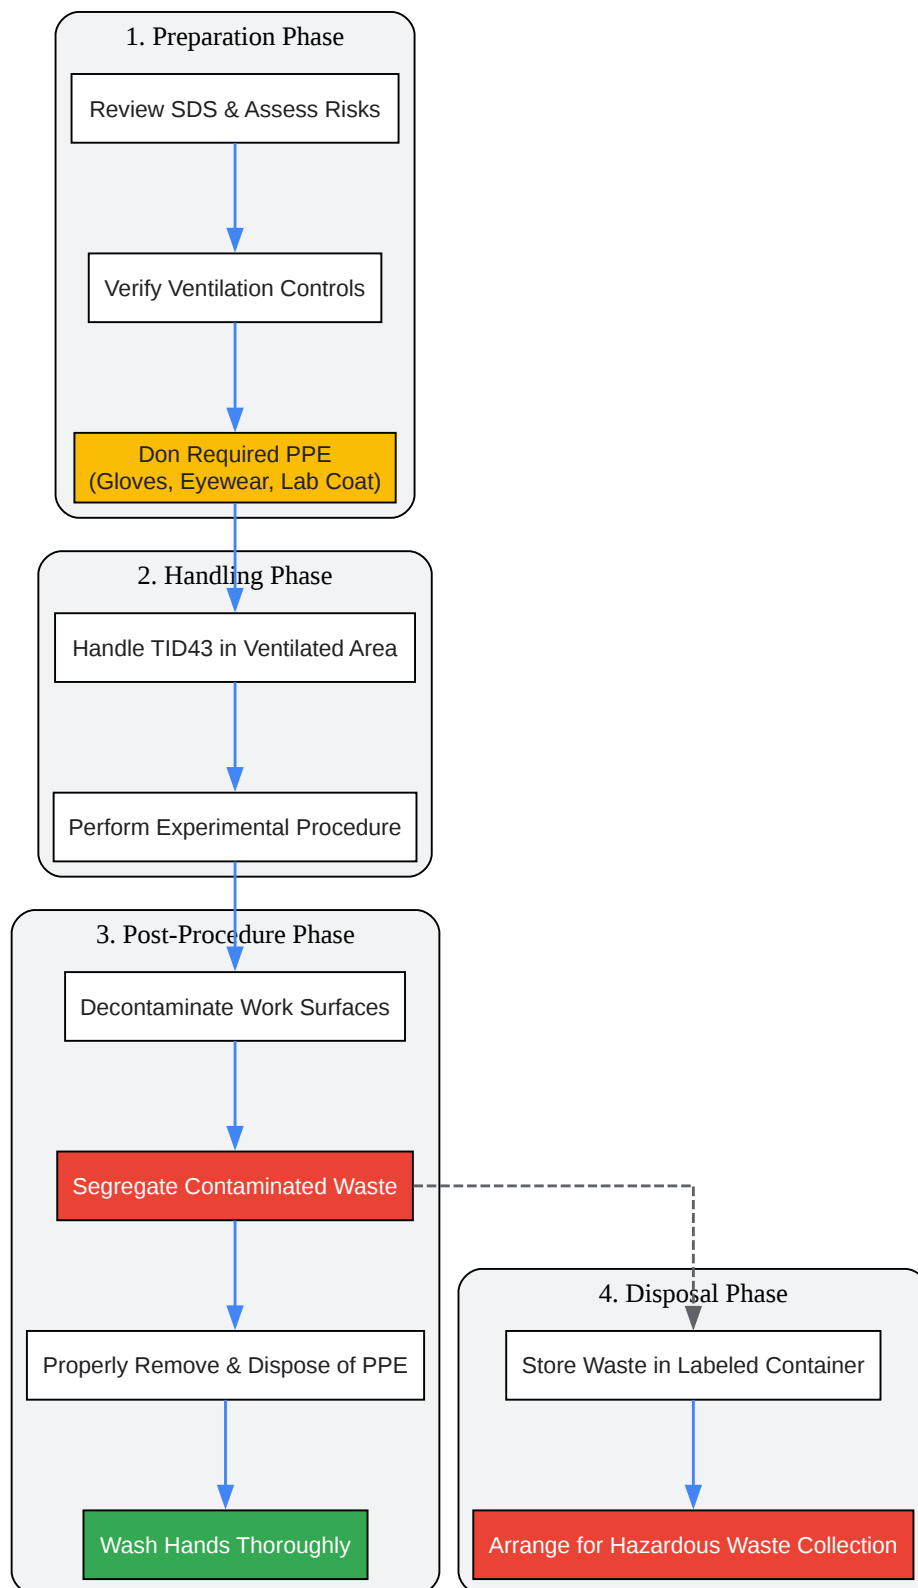 1. Preparation Phase
Review SDS & Assess Risks
Verify Ventilation Controls
Don Required PPE
(Gloves, Eyewear, Lab Coat)
2. Handling Phase
Handle TID43 in Ventilated Area
Perform Experimental Procedure
3. Post-Procedure Phase
Decontaminate Work Surfaces
Segregate Contaminated Waste
Properly Remove & Dispose of PPE
Wash Hands Thoroughly
4. Disposal Phase
Store Waste in Labeled Container
Arrange for Hazardous Waste Collection